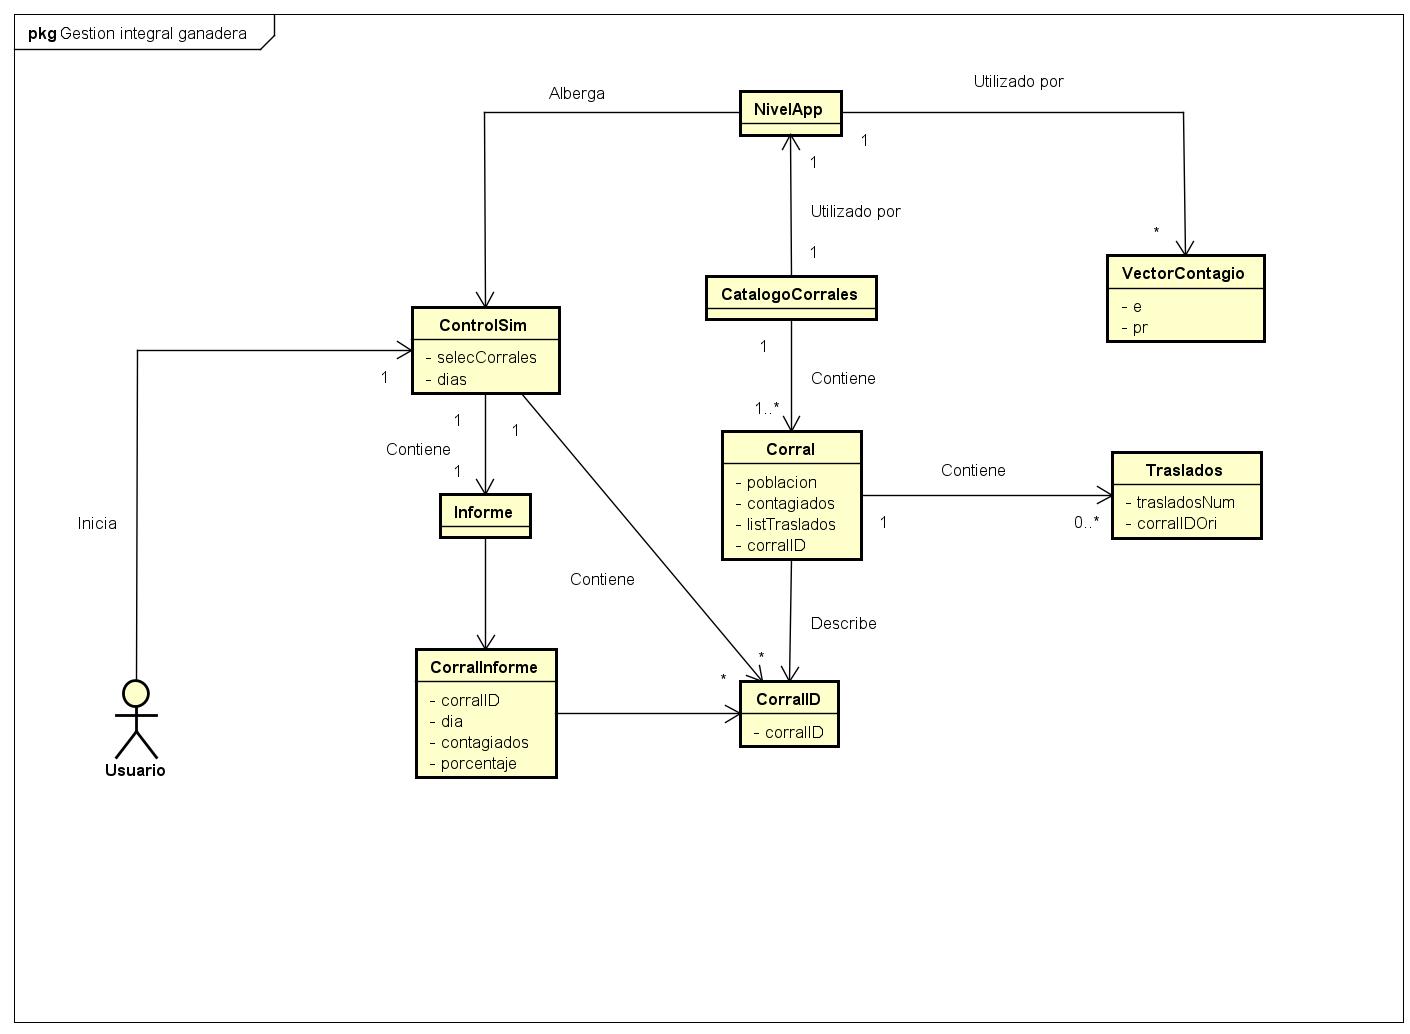 pkg Gestion integral ganadera
Alberga
NivelApp
Utilizado por
1
1
Utilizado por
1
*
CatalogoCorrales
VectorContagio
- e
- pr
ControlSim
- selecCorrales
- dias
1
1
Contiene
1..*
1
1
Contiene
1
Corral
- poblacion
- contagiados
- listTraslados
- corralID
Contiene
1
0..*
Traslados
- trasladosNum
- corralIDOri
Informe
Inicia
Contiene
Describe
*
*
CorralInforme
- corralID
- dia
- contagiados
- porcentaje
CorralID
- corralID
Usuario